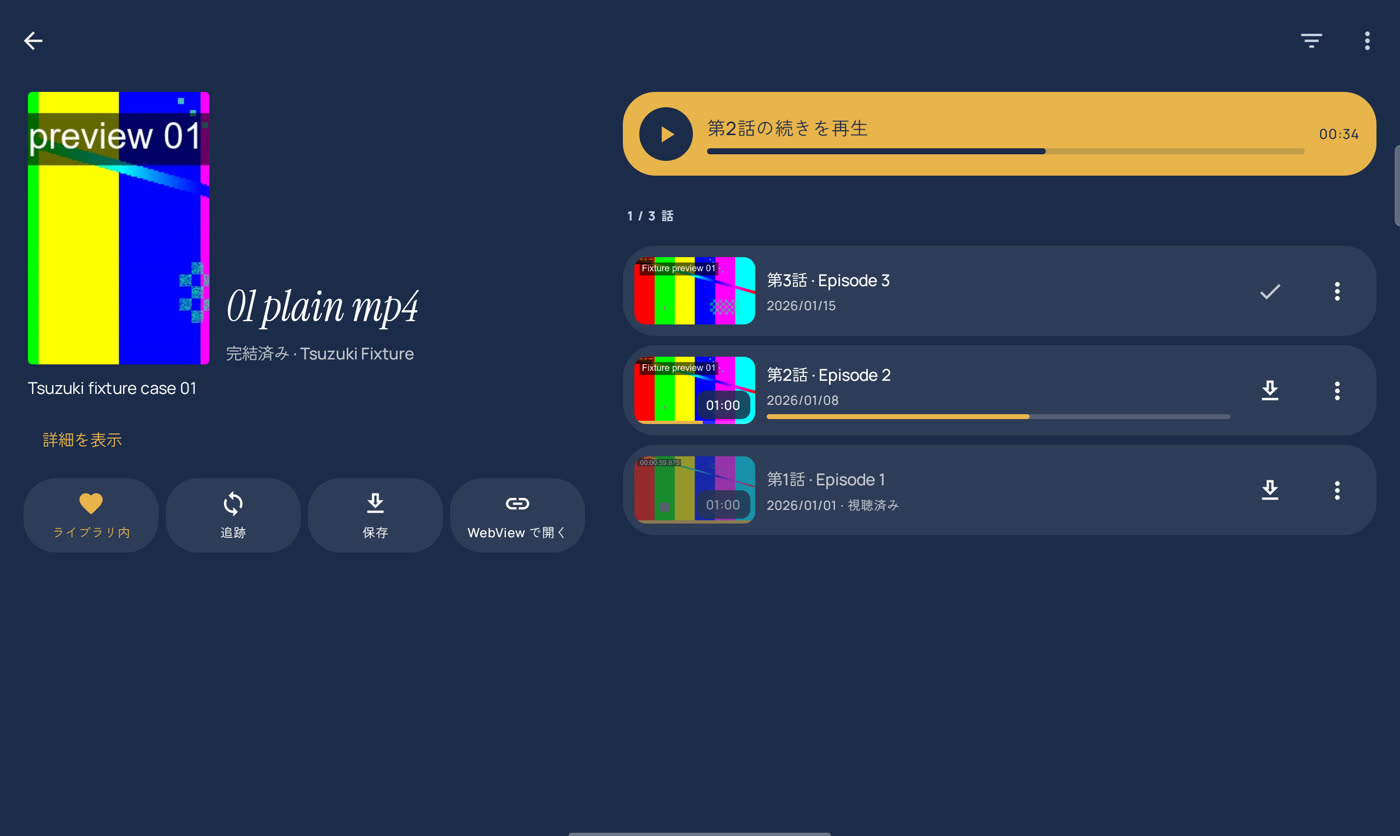 preview 01
01 plain mp4
完結済み · Tsuzuki Fixture
Tsuzuki fixture case 01
詳細を表示
ライブラリ内
追跡
保存
WebView で開く
第2話の続きを再生
00:34
1 / 3 話
Fixture preview 01
第3話 · Episode 3
2026/01/15
Fixture preview 01
01:00
第2話 · Episode 2
2026/01/08
00:00:59.875
01:00
第1話 · Episode 1
2026/01/01 · 視聴済み